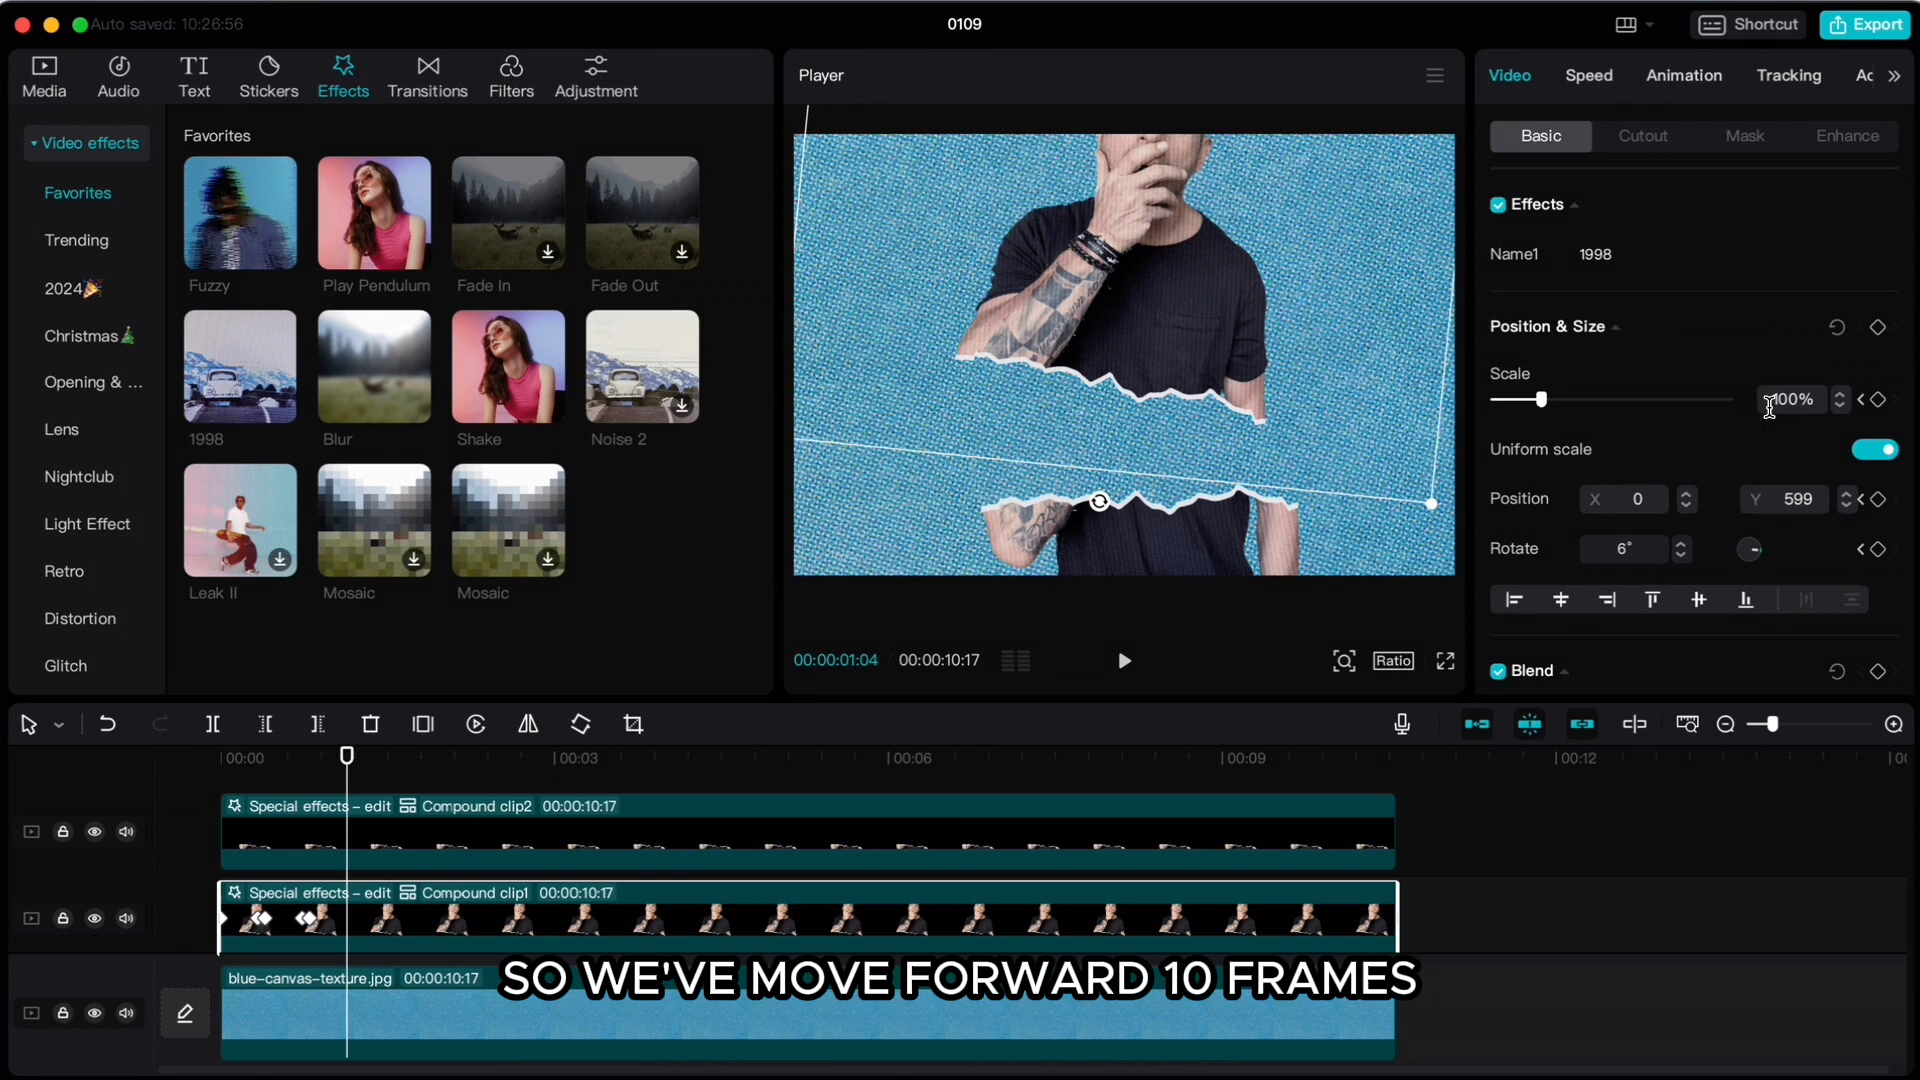 Auto saved: 10:26:56
0109
Shortcut
Export
Media
Audio
TI
Text
Stickers
Effects
Transitions
Filters
Adjustment
Video effects
Favorites
Trending
2024🎉
Christmas🎄
Opening & ...
Lens
Nightclub
Light Effect
Retro
Distortion
Glitch
Favorites
Fuzzy
Play Pendulum
Fade In
Fade Out
1998
Blur
Shake
Noise 2
Leak II
Mosaic
Mosaic
Player
00:00:01:04
00:00:10:17
Ratio
Video
Speed
Animation
Tracking
Basic
Cutout
Mask
Enhance
Effects
Name1 1998
Position & Size
Scale
100%
Uniform scale
Position X 0 Y 599
Rotate 6°
Blend
00:00
00:03
00:06
00:09
00:12
Special effects – edit Compound clip2 00:00:10:17
Special effects – edit Compound clip1 00:00:10:17
blue-canvas-texture.jpg 00:00:10:17
SO WE'VE MOVE FORWARD 10 FRAMES